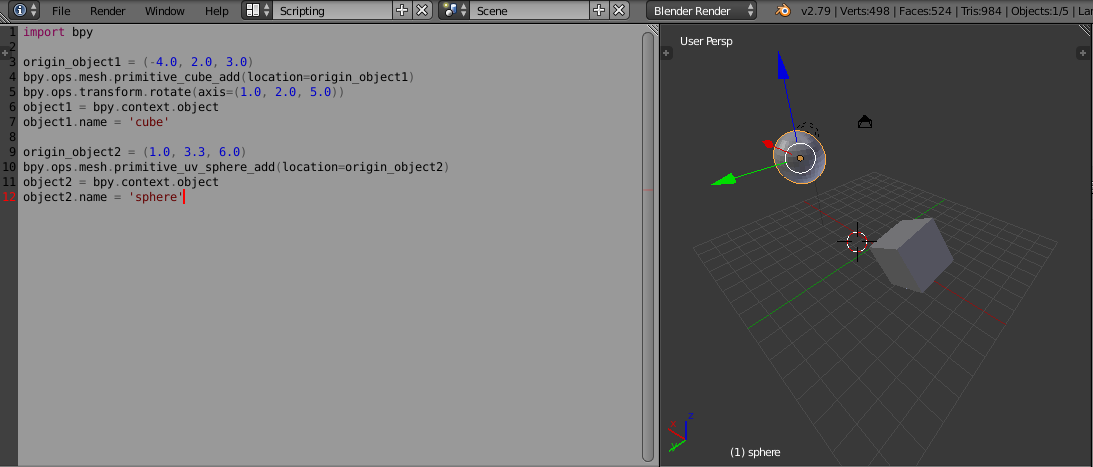 File Render Window Help Scripting Scene Blender Render v2.79 | Verts:498 | Faces:524 | Tris:984 | Objects:1/5 | La
1 import bpy
2
3 origin_object1 = (-4.0, 2.0, 3.0)
4 bpy.ops.mesh.primitive_cube_add(location=origin_object1)
5 bpy.ops.transform.rotate(axis=(1.0, 2.0, 5.0))
6 object1 = bpy.context.object
7 object1.name = 'cube'
8
9 origin_object2 = (1.0, 3.3, 6.0)
10 bpy.ops.mesh.primitive_uv_sphere_add(location=origin_object2)
11 object2 = bpy.context.object
12 object2.name = 'sphere'
User Persp
z
x
y
(1) sphere